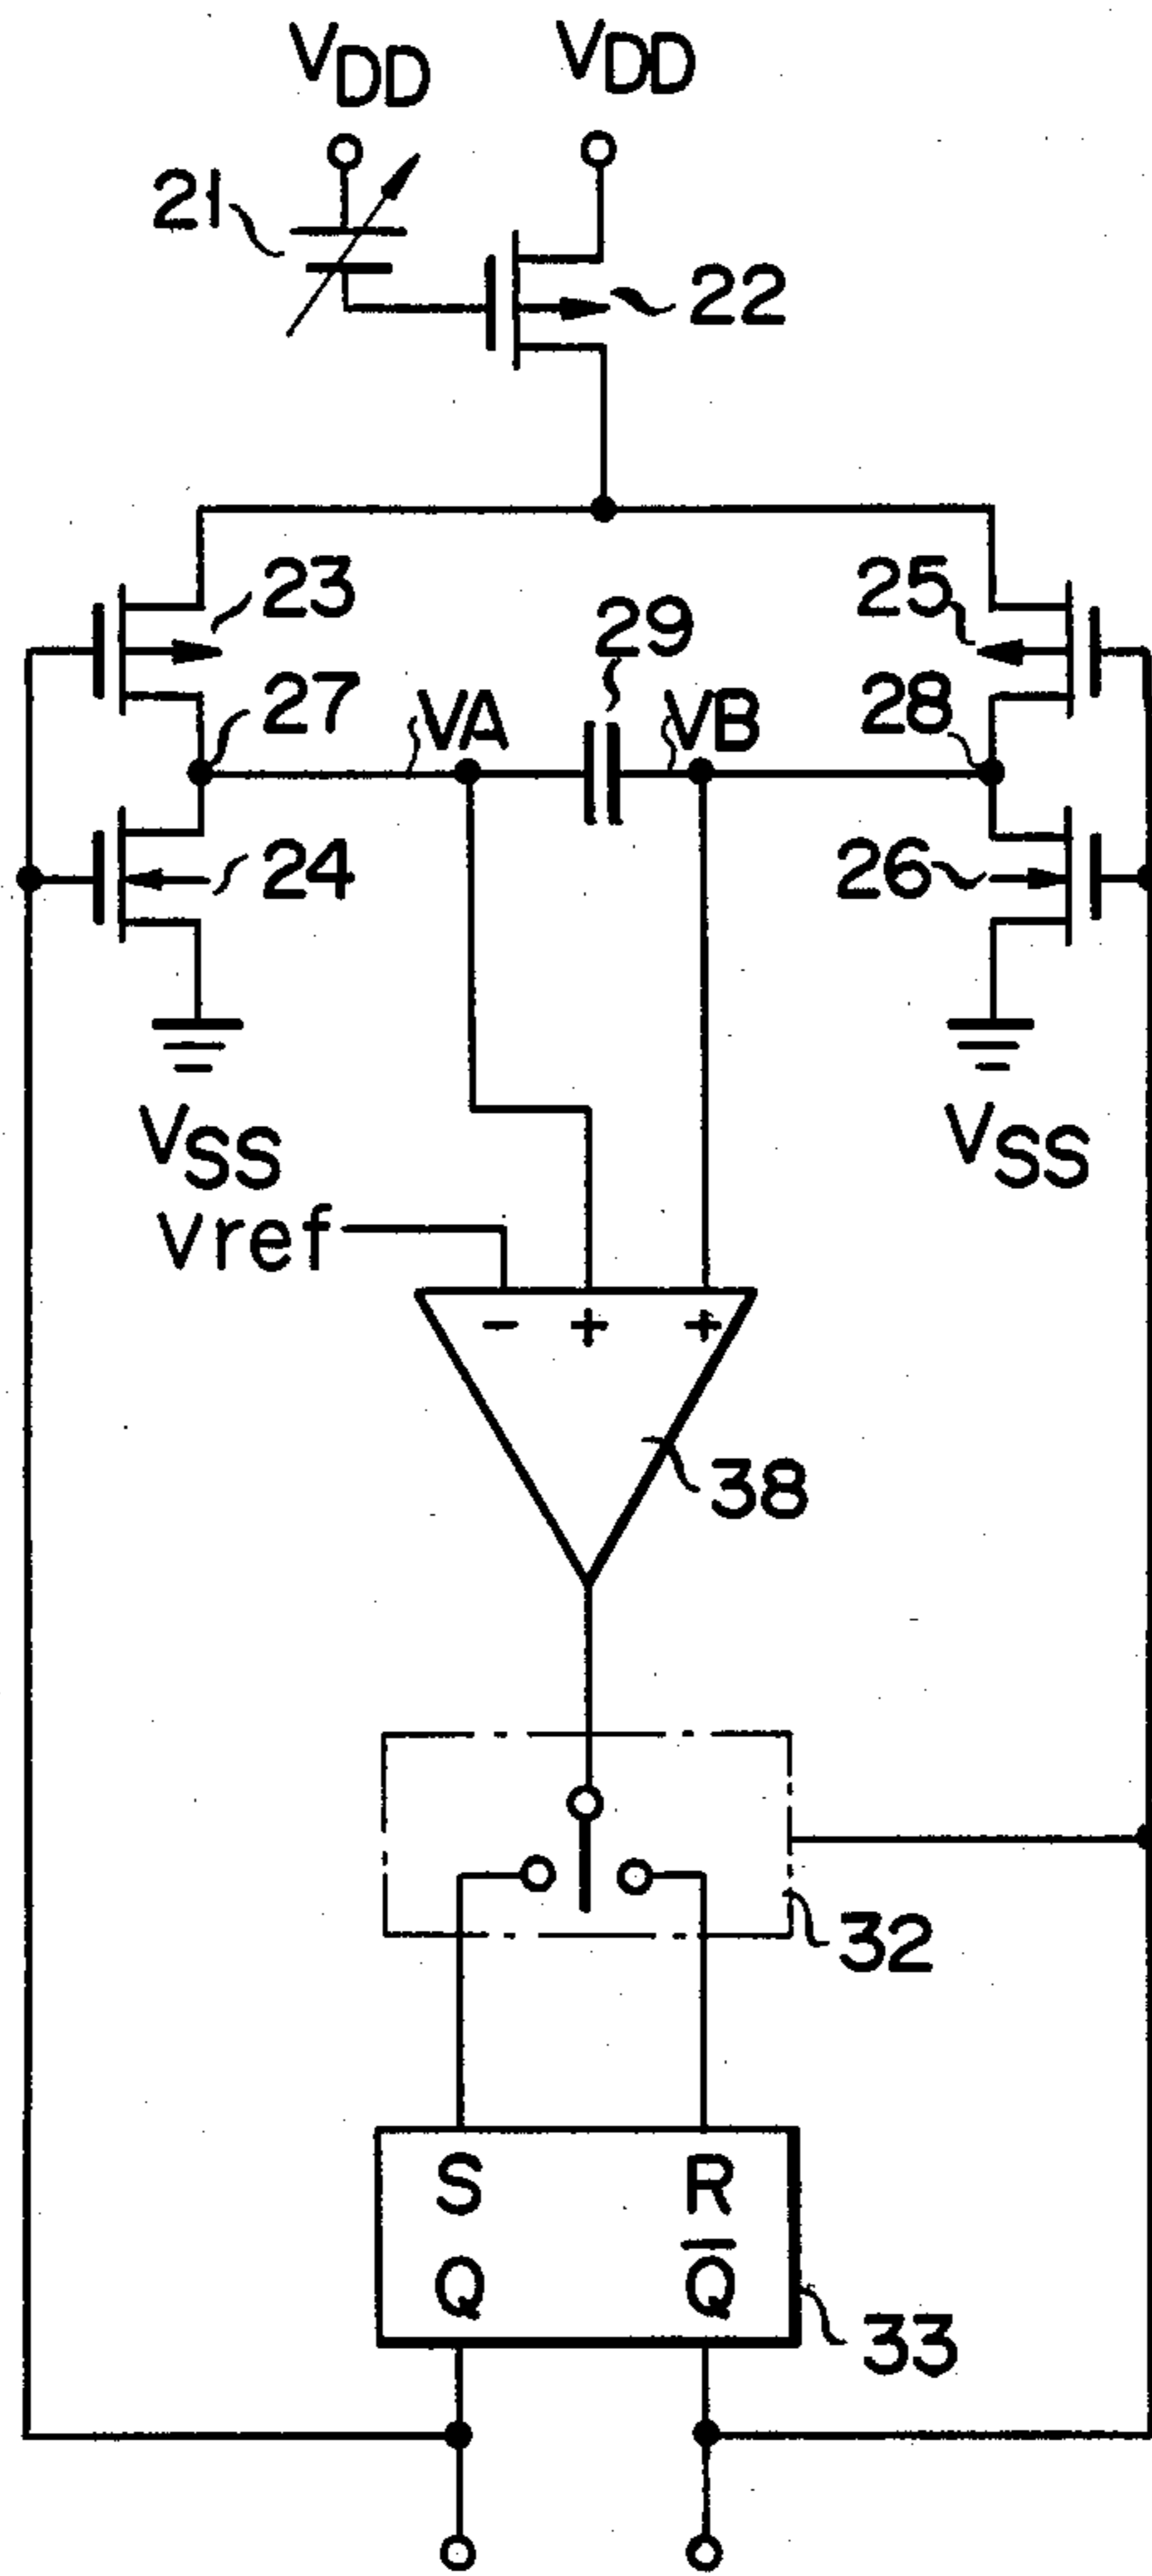 VDD VDD
21
22
23 25
29
27 VA VB 28
24 26
VSS VSS
Vref
- + +
38
32
S R
Q Q̅
33